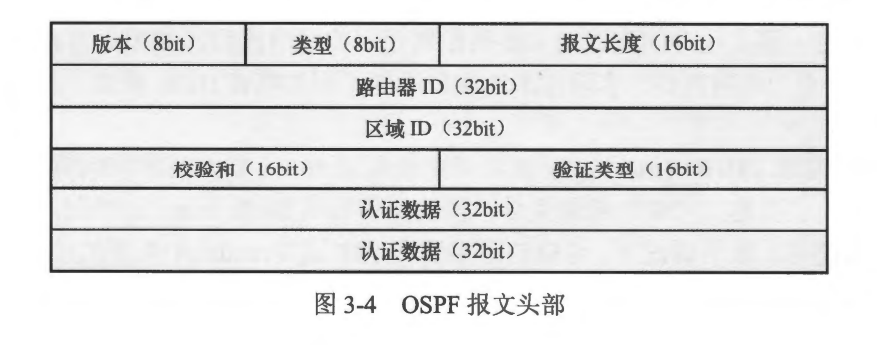 版本（8bit） 类型（8bit） 报文长度（16bit）
路由器 ID（32bit）
区域 ID（32bit）
校验和（16bit） 验证类型（16bit）
认证数据（32bit）
认证数据（32bit）
图 3-4 OSPF 报文头部